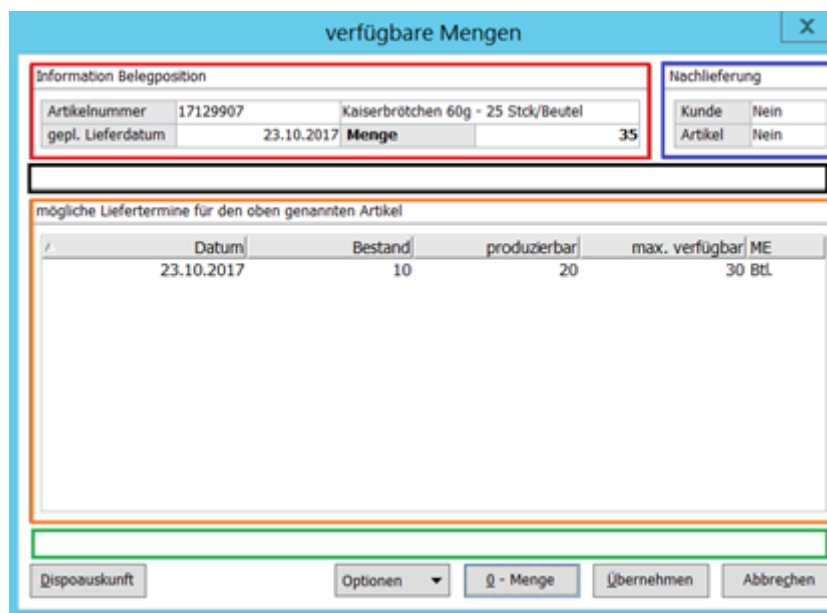 verfügbare Mengen
X
Information Belegposition
Nachlieferung
Artikelnummer 17129907 Kaiserbrötchen 60g - 25 Stck/Beutel
Kunde Nein
gepl. Lieferdatum 23.10.2017 Menge 35
Artikel Nein
mögliche Liefertermine für den oben genannten Artikel
Datum Bestand produzierbar max. verfügbar ME
23.10.2017 10 20 30 Btl.
Dispoauskunft Optionen 0 - Menge Übernehmen Abbrechen